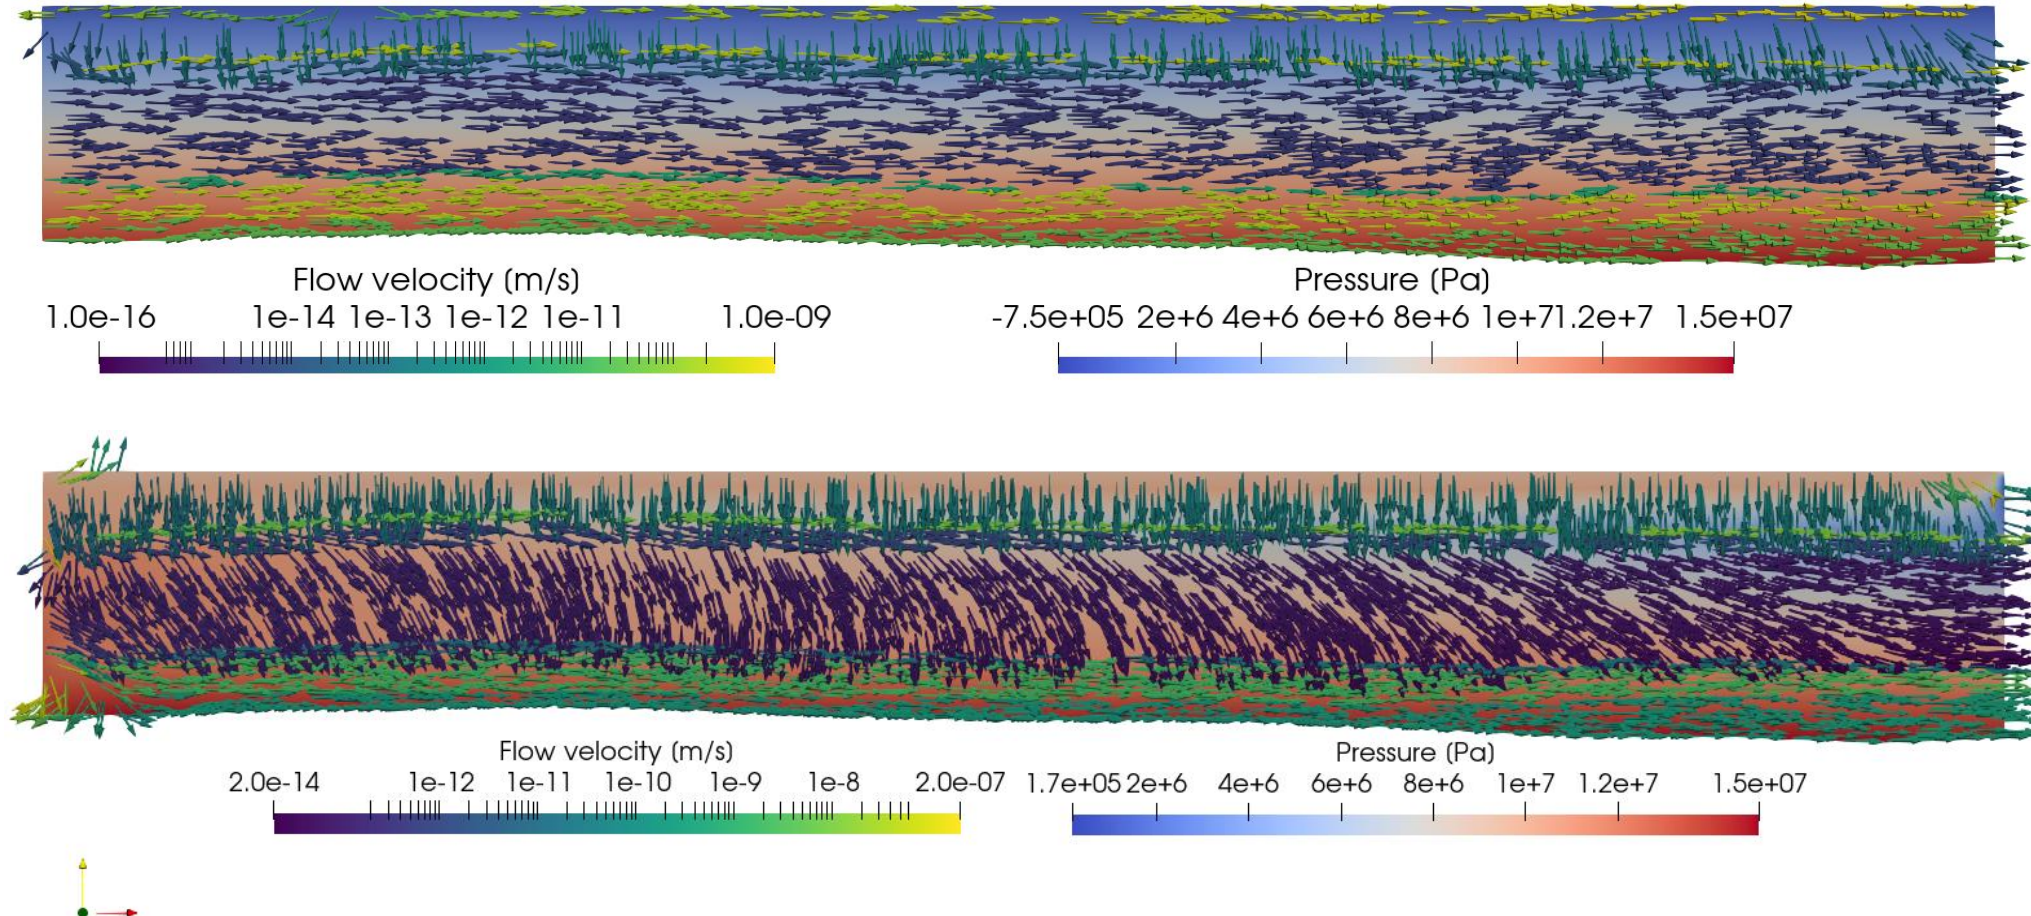 Flow velocity (m/s) Pressure (Pa)
1.0e-16 1e-14 1e-13 1e-12 1e-11 1.0e-09 -7.5e+05 2e+6 4e+6 6e+6 8e+6 1e+7 1.2e+7 1.5e+07
Flow velocity (m/s) Pressure (Pa)
2.0e-14 1e-12 1e-11 1e-10 1e-9 1e-8 2.0e-07 1.7e+05 2e+6 4e+6 6e+6 8e+6 1e+7 1.2e+7 1.5e+07